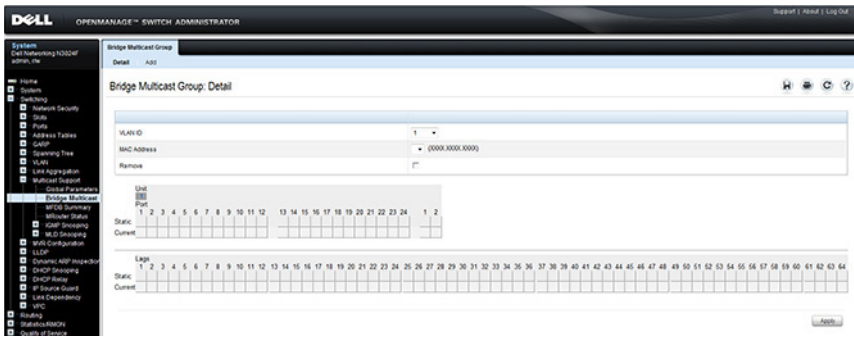 Support | About | Log Out
DELL OPENMANAGE™ SWITCH ADMINISTRATOR
System
Dell Networking N3024F
admin, r/w
Home
System
Switching
Network Security
Slots
Ports
Address Tables
GARP
Spanning Tree
VLAN
Link Aggregation
Multicast Support
Global Parameters
Bridge Multicast
MFDB Summary
MRouter Status
IGMP Snooping
MLD Snooping
MVR Configuration
LLDP
Dynamic ARP Inspection
DHCP Snooping
DHCP Relay
IP Source Guard
Link Dependency
VPC
Routing
Statistics/RMON
Quality of Service
Bridge Multicast Group
Detail Add
Bridge Multicast Group: Detail
VLAN ID 1
MAC Address (XXXX.XXXX.XXXX)
Remove
Unit
Port
1 2 3 4 5 6 7 8 9 10 11 12 13 14 15 16 17 18 19 20 21 22 23 24 1 2
Static
Current
Lags
1 2 3 4 5 6 7 8 9 10 11 12 13 14 15 16 17 18 19 20 21 22 23 24 25 26 27 28 29 30 31 32 33 34 35 36 37 38 39 40 41 42 43 44 45 46 47 48 49 50 51 52 53 54 55 56 57 58 59 60 61 62 63 64
Static
Current
Apply